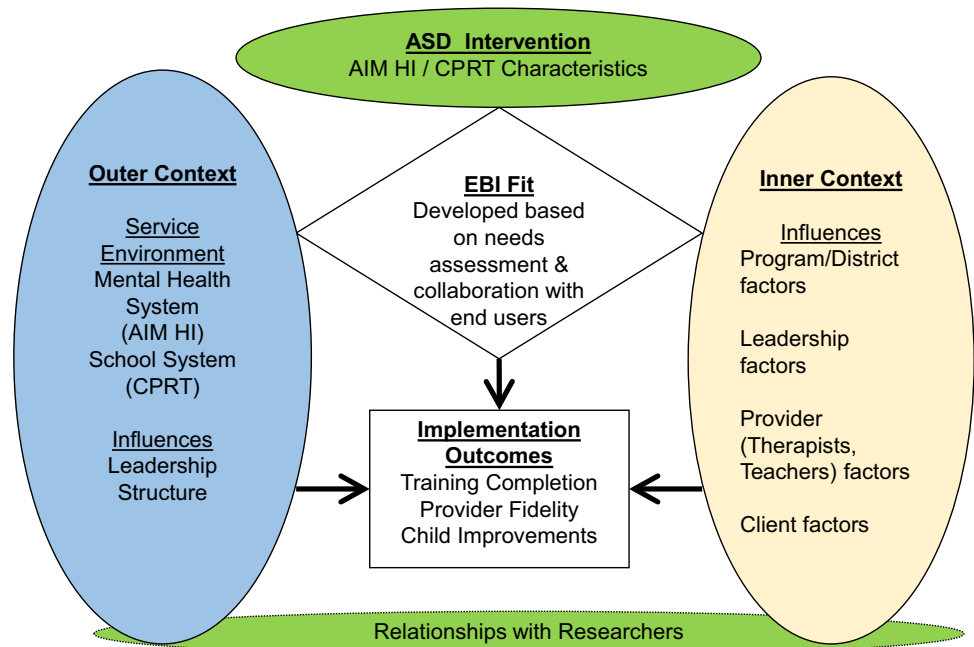 ASD Intervention
AIM HI / CPRT Characteristics
Outer Context
Service
Environment
Mental Health
System
(AIM HI)
School System
(CPRT)
Influences
Leadership
Structure
EBI Fit
Developed based
on needs
assessment &
collaboration with
end users
Implementation
Outcomes
Training Completion
Provider Fidelity
Child Improvements
Inner Context
Influences
Program/District
factors
Leadership
factors
Provider
(Therapists,
Teachers) factors
Client factors
Relationships with Researchers